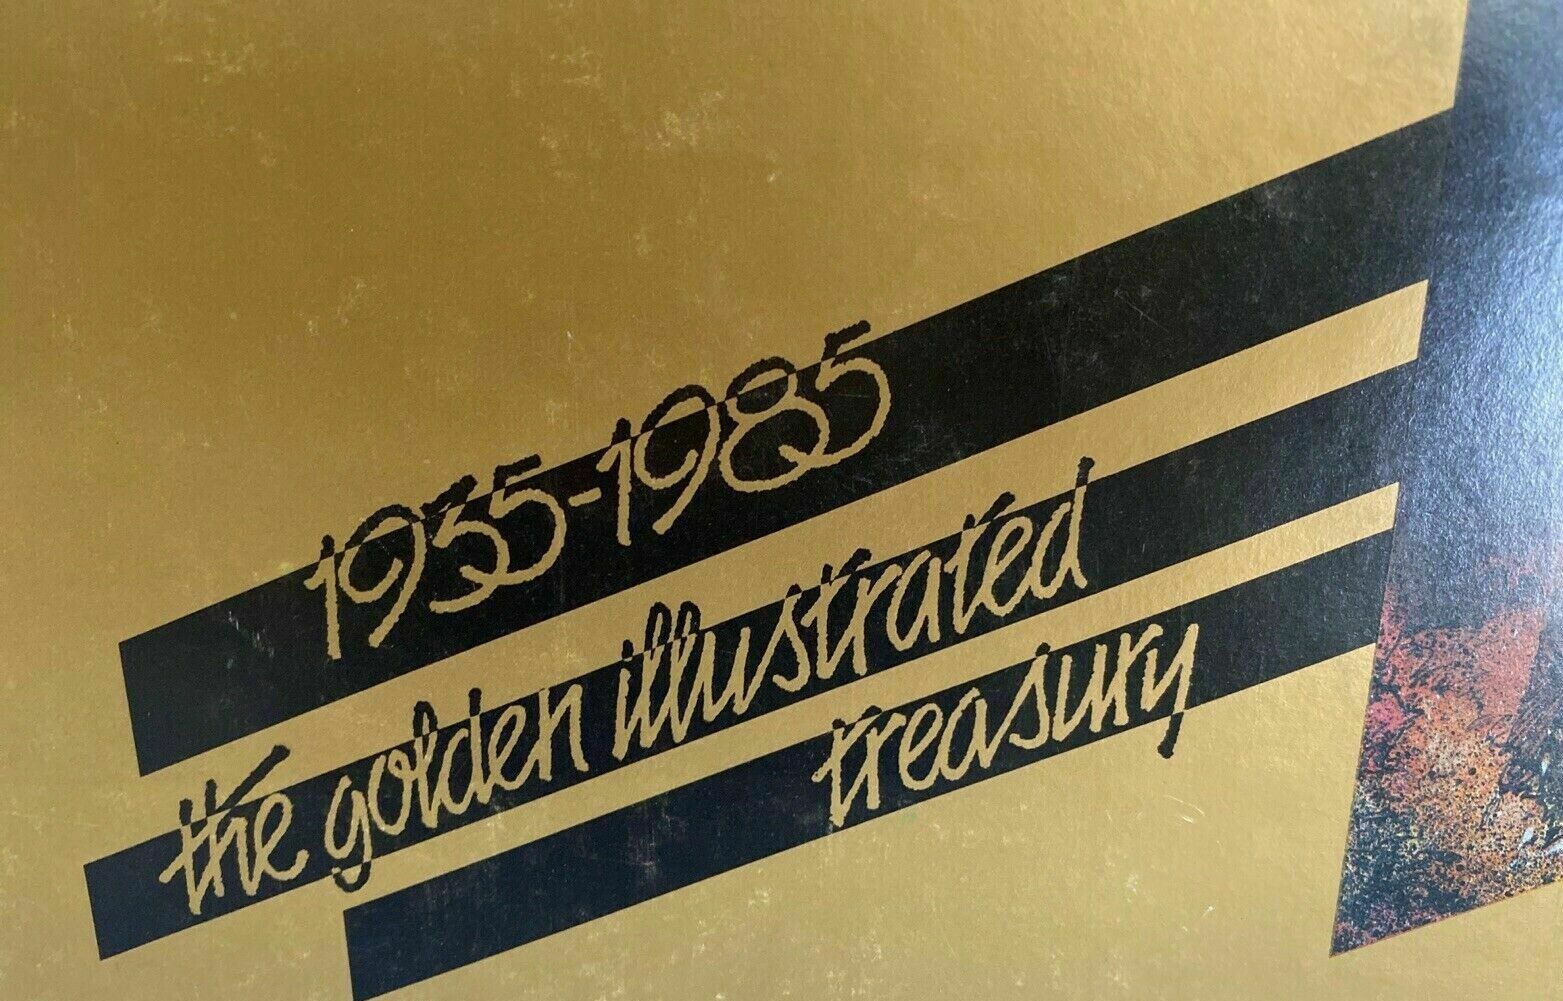 1935-1985
the golden illustrated
treasury